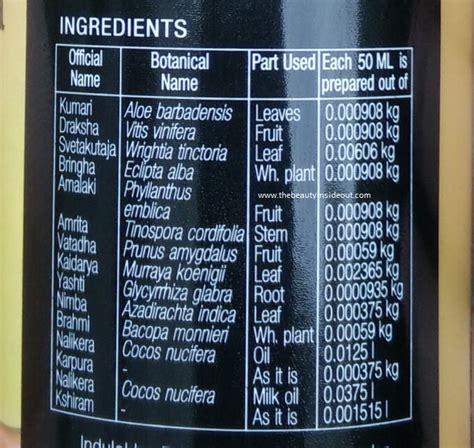 INGREDIENTS
Official Botanical Part Used Each 50 ML is
Name Name prepared out of
Kumari Aloe barbadensis Leaves 0.000908 kg
Draksha Vitis vinifera Fruit 0.000908 kg
Svetakutaja Wrightia tinctoria Leaf 0.00606 kg
Bringha Eclipta alba Wh. plant 0.000908 kg
Amalaki Phyllanthus
www.thebeautyinsideout.com
emblica Fruit 0.000908 kg
Amrita Tinospora cordifolia Stem 0.000908 kg
Vatadha Prunus amygdalus Fruit 0.00059 kg
Kaidarya Murraya koenigii Leaf 0.002365 kg
Yashti Glycyrrhiza glabra Root 0.0000935 kg
Nimba Azadirachta indica Leaf 0.000375 kg
Brahmi Bacopa monnieri Wh. plant 0.00059 kg
Nalikera Cocos nucifera Oil 0.0125 l
Karpura - As it is 0.000375 kg
Nalikera Cocos nucifera Milk oil 0.0375 l
Kshiram - As it is 0.001515 l